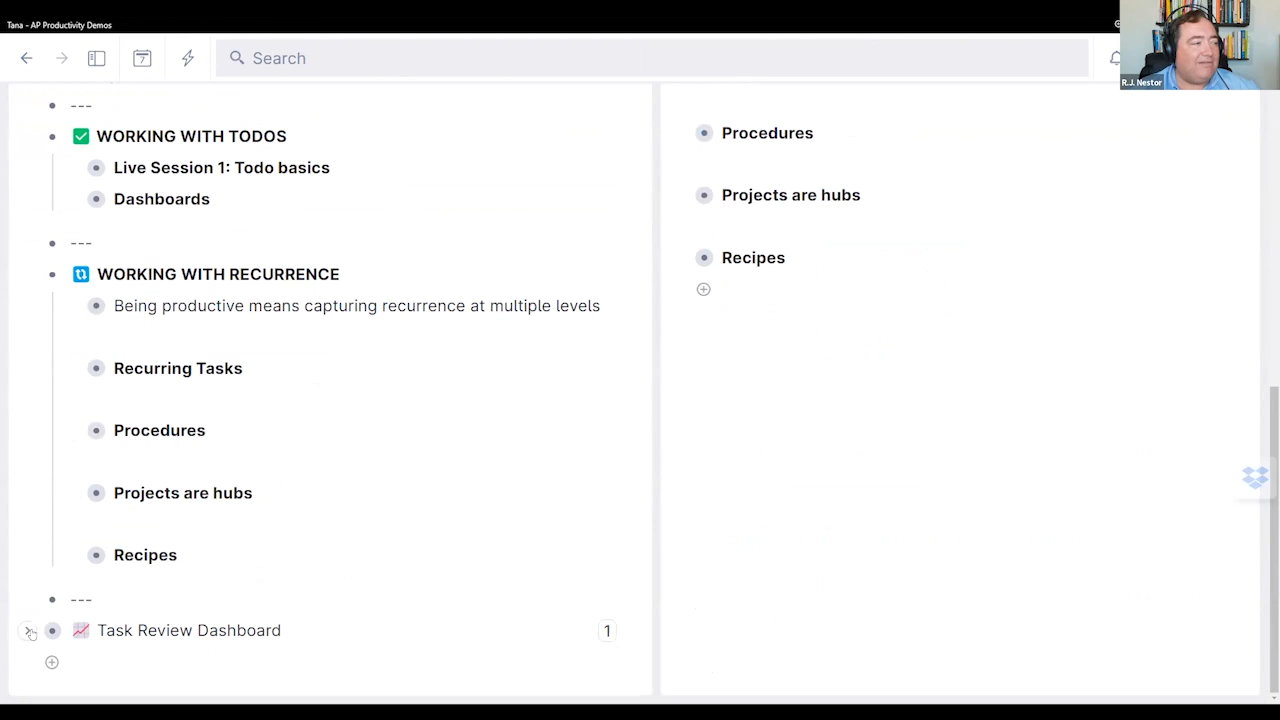 Tana - AP Productivity Demos
7
Search
R.J. Nestor
---
WORKING WITH TODOS
Live Session 1: Todo basics
Dashboards
---
WORKING WITH RECURRENCE
Being productive means capturing recurrence at multiple levels
Recurring Tasks
Procedures
Projects are hubs
Recipes
---
Task Review Dashboard
1
Procedures
Projects are hubs
Recipes